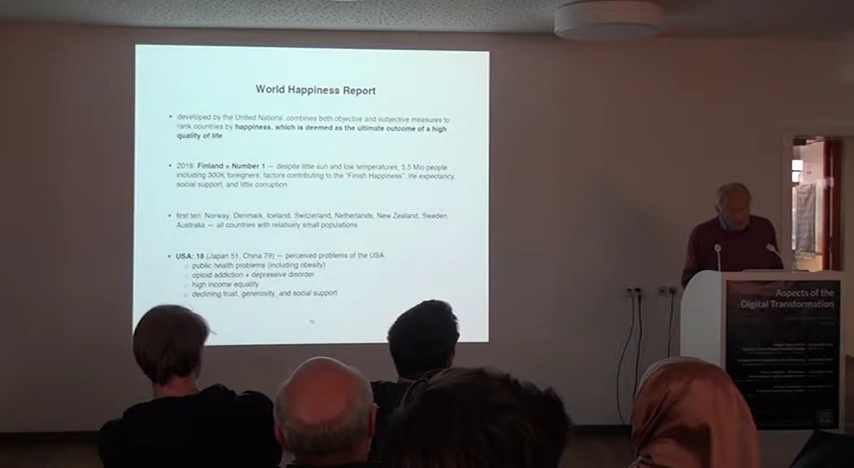 World Happiness Report
• developed by the United Nations: combines both objective and subjective measures to
rank countries by happiness, which is deemed as the ultimate outcome of a high
quality of life
• 2018: Finland = Number 1 — despite little sun and low temperatures, 5.5 Mio people
including 300K foreigners; factors contributing to the "Finish Happiness": life expectancy,
social support, and little corruption
• first ten: Norway, Denmark, Iceland, Switzerland, Netherlands, New Zealand, Sweden,
Australia — all countries with relatively small populations
• USA: 18 (Japan 51, China 79) — perceived problems of the USA:
public health problems (including obesity)
opioid addiction + depressive disorder
high income equality
declining trust, generosity, and social support
Aspects of the
Digital Transformation